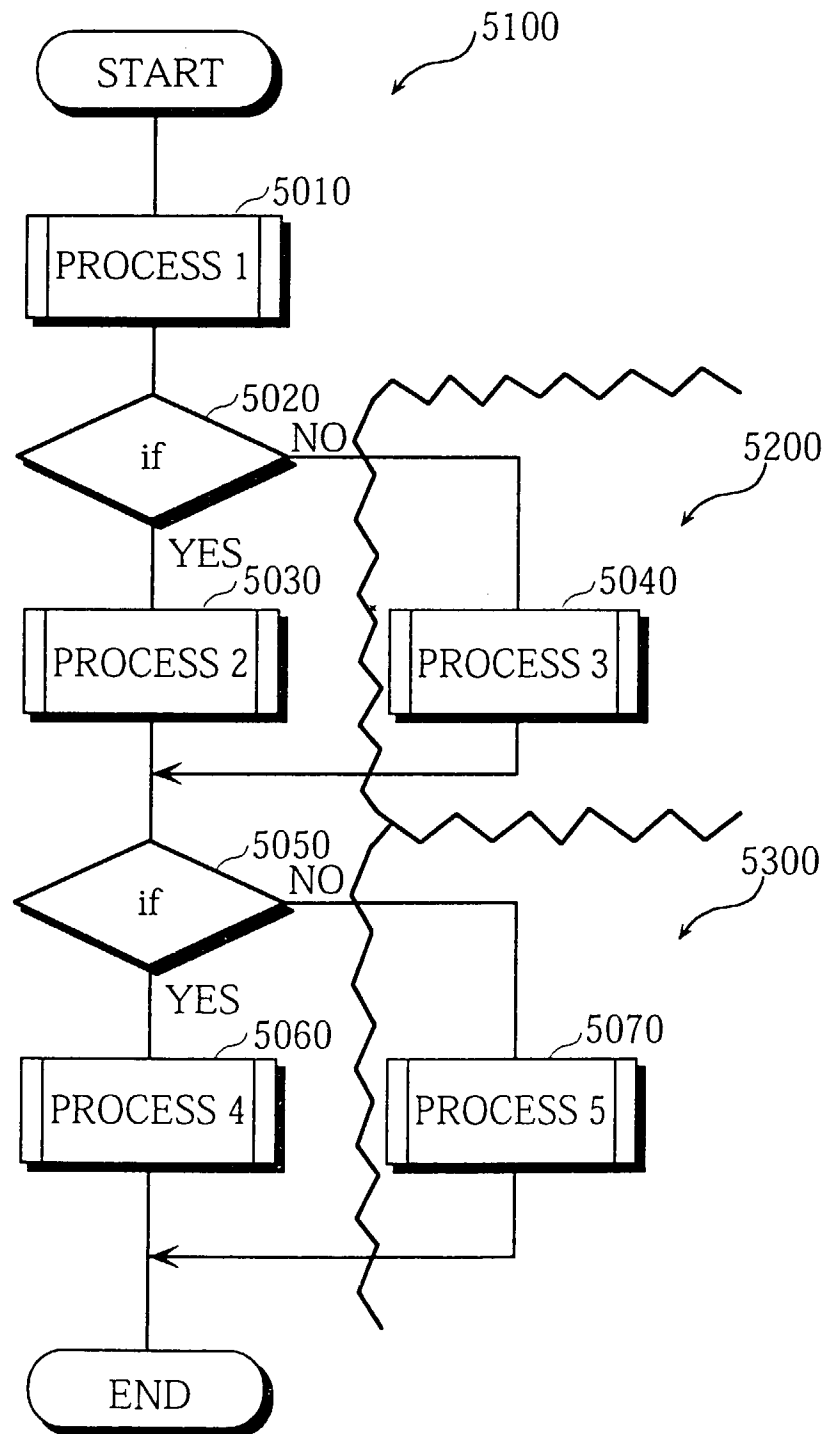 5100
START
5010
PROCESS 1
5020
if
NO
5200
YES
5030
5040
PROCESS 2
PROCESS 3
5050
if
NO
5300
YES
5060
5070
PROCESS 4
PROCESS 5
END